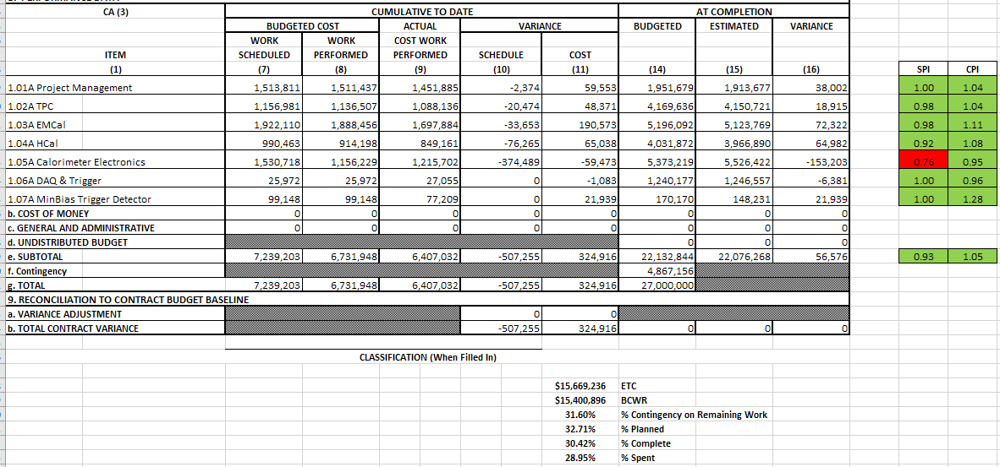 CA (3) CUMULATIVE TO DATE AT COMPLETION
BUDGETED COST ACTUAL VARIANCE BUDGETED ESTIMATED VARIANCE
WORK WORK COST WORK
ITEM SCHEDULED PERFORMED PERFORMED SCHEDULE COST
(1) (7) (8) (9) (10) (11) (14) (15) (16) SPI CPI
1.01A Project Management 1,513,811 1,511,437 1,451,885 -2,374 59,553 1,951,679 1,913,677 38,002 1.00 1.04
1.02A TPC 1,156,981 1,136,507 1,088,136 -20,474 48,371 4,169,636 4,150,721 18,915 0.98 1.04
1.03A EMCal 1,922,110 1,888,456 1,697,884 -33,653 190,573 5,196,092 5,123,769 72,322 0.98 1.11
1.04A HCal 990,463 914,198 849,161 -76,265 65,038 4,031,872 3,966,890 64,982 0.92 1.08
1.05A Calorimeter Electronics 1,530,718 1,156,229 1,215,702 -374,489 -59,473 5,373,219 5,526,422 -153,203 0.76 0.95
1.06A DAQ & Trigger 25,972 25,972 27,055 0 -1,083 1,240,177 1,246,557 -6,381 1.00 0.96
1.07A MinBias Trigger Detector 99,148 99,148 77,209 0 21,939 170,170 148,231 21,939 1.00 1.28
b. COST OF MONEY 0 0 0 0 0 0 0 0
c. GENERAL AND ADMINISTRATIVE 0 0 0 0 0 0 0 0
d. UNDISTRIBUTED BUDGET 0 0 0
e. SUBTOTAL 7,239,203 6,731,948 6,407,032 -507,255 324,916 22,132,844 22,076,268 56,576 0.93 1.05
f. Contingency 4,867,156
g. TOTAL 7,239,203 6,731,948 6,407,032 -507,255 324,916 27,000,000
9. RECONCILIATION TO CONTRACT BUDGET BASELINE
a. VARIANCE ADJUSTMENT 0 0
b. TOTAL CONTRACT VARIANCE -507,255 324,916 0 0 0
CLASSIFICATION (When Filled In)
$15,669,236 ETC
$15,400,896 BCWR
31.60% % Contingency on Remaining Work
32.71% % Planned
30.42% % Complete
28.95% % Spent